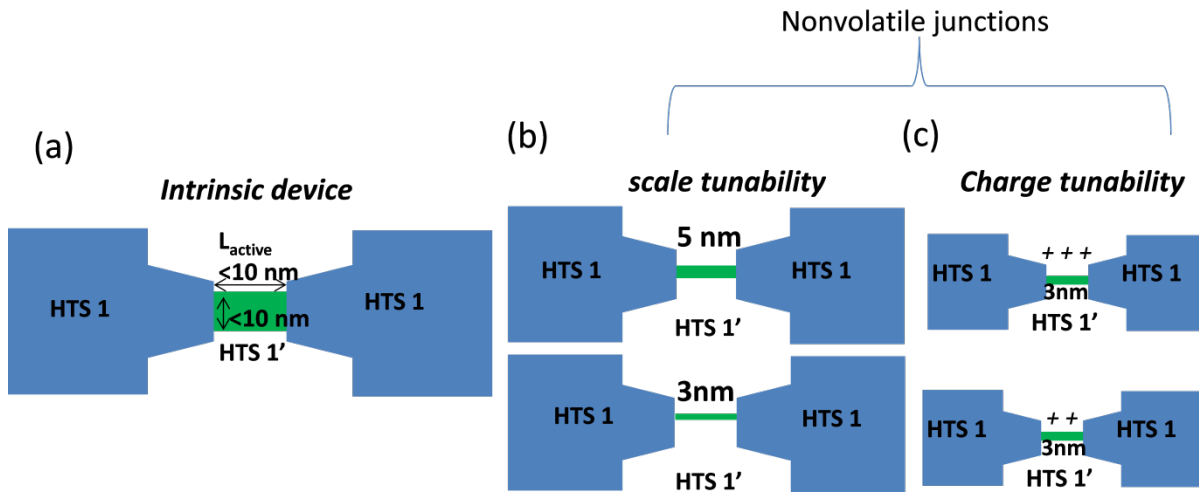 Nonvolatile junctions
(a)
Intrinsic device
L_active
<10 nm
HTS 1
<10 nm
HTS 1
HTS 1’
(b)
scale tunability
5 nm
HTS 1
HTS 1
HTS 1’
3nm
HTS 1
HTS 1
HTS 1’
(c)
Charge tunability
+ + +
HTS 1
HTS 1
3nm
HTS 1’
+ +
HTS 1
HTS 1
3nm
HTS 1’